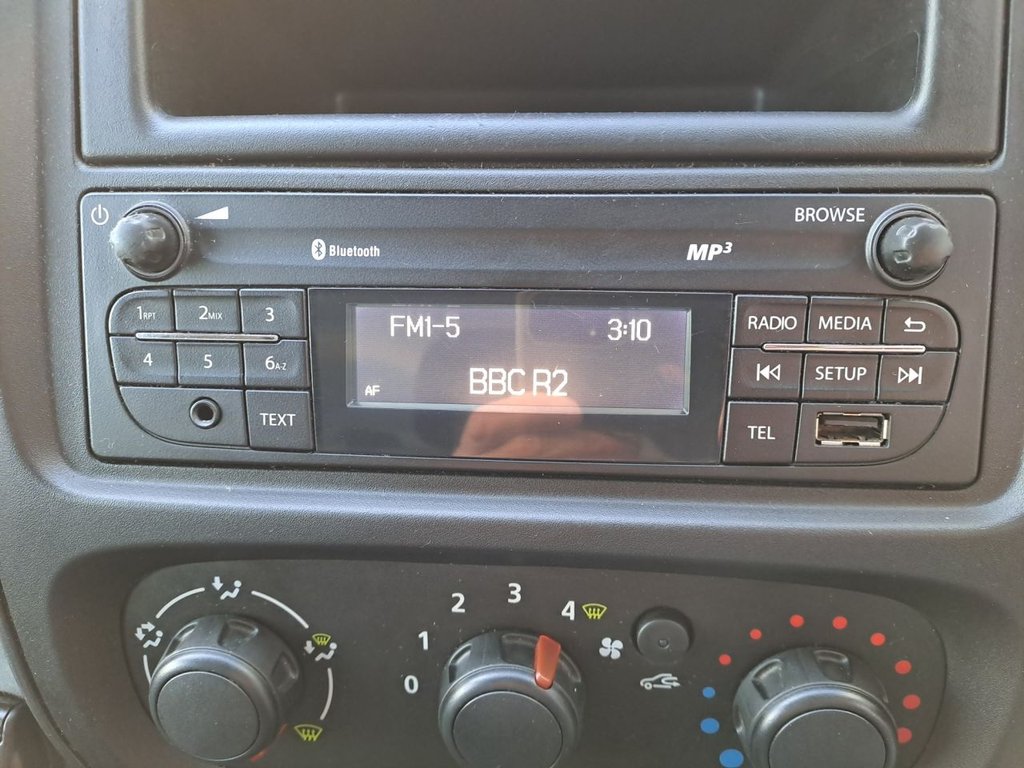 BROWSE
Bluetooth MP3
1RPT 2MIX 3
FM1-5 3:10
RADIO MEDIA
4 5 6A-Z
AF BBC R2
SETUP
TEXT
TEL
0 1 2 3 4